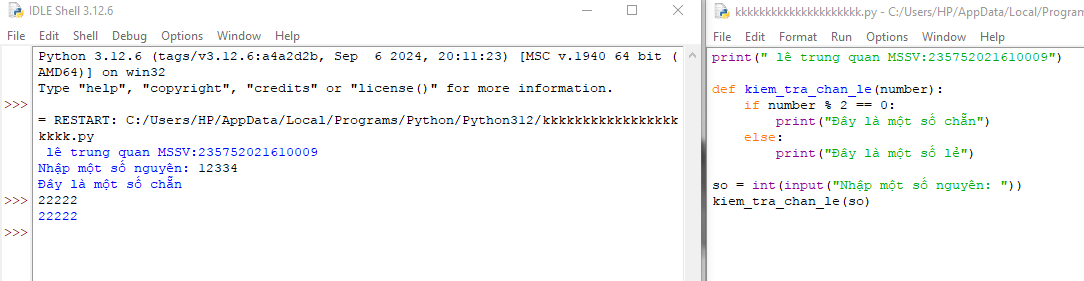 IDLE Shell 3.12.6
File Edit Shell Debug Options Window Help
Python 3.12.6 (tags/v3.12.6:a4a2d2b, Sep  6 2024, 20:11:23) [MSC v.1940 64 bit (
AMD64)] on win32
Type "help", "copyright", "credits" or "license()" for more information.
>>>
= RESTART: C:/Users/HP/AppData/Local/Programs/Python/Python312/kkkkkkkkkkkkkkkkk
kkkk.py
 lê trung quan MSSV:235752021610009
Nhập một số nguyên: 12334
Đây là một số chẵn
>>> 22222
22222
>>>
kkkkkkkkkkkkkkkkkkkkk.py - C:/Users/HP/AppData/Local/Programs
File Edit Format Run Options Window Help
print(" lê trung quan MSSV:235752021610009")
def kiem_tra_chan_le(number):
    if number % 2 == 0:
        print("Đây là một số chẵn")
    else:
        print("Đây là một số lẻ")
so = int(input("Nhập một số nguyên: "))
kiem_tra_chan_le(so)